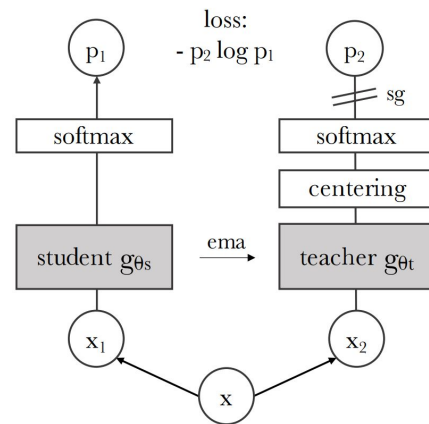 loss:
p₁
- p₂ log p₁
p₂
sg
softmax
softmax
centering
student gθs
ema
teacher gθt
x₁
x₂
x